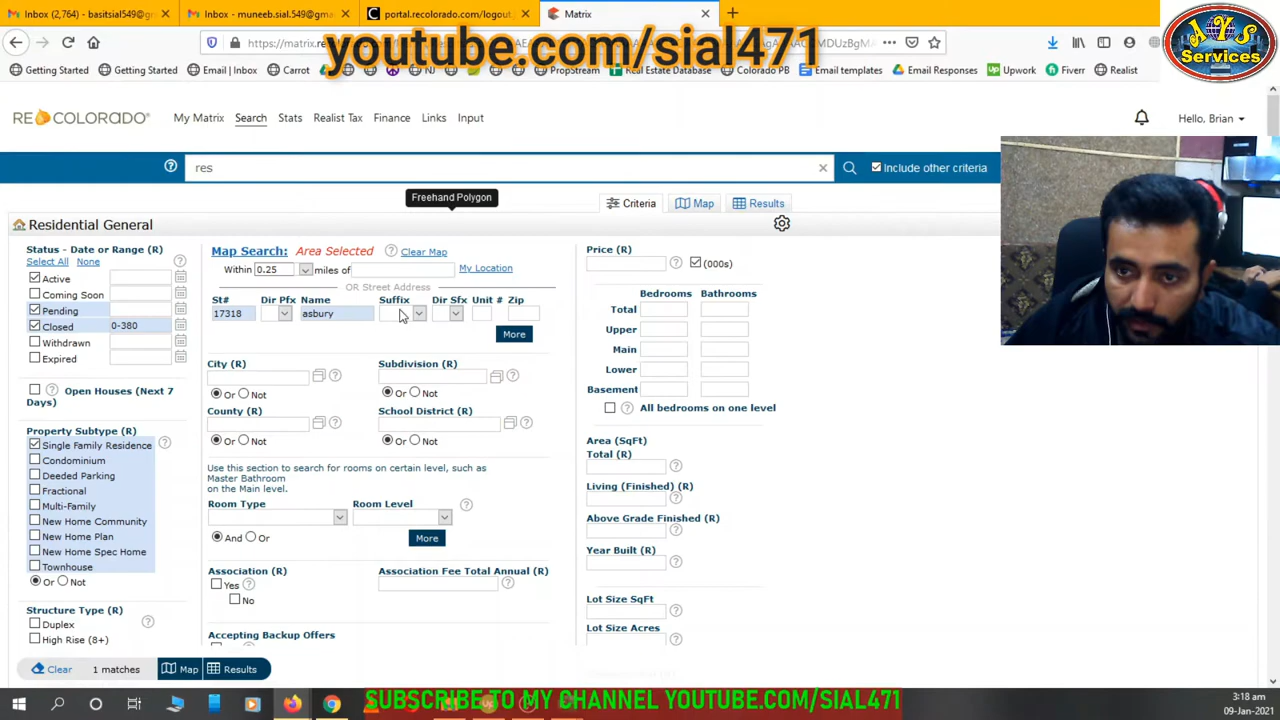 Inbox (2,764) - basitsial549@g
Inbox - muneeb.sial.549@gm
portal.recolorado.com/logout
Matrix
https://matrix.re
youtube.com/sial471
MDUzBgMA
Getting Started
Getting Started
Email | Inbox
Carrot
NJ
PropStream
Real Estate Database
Colorado PB
Email templates
Email Responses
Upwork
Fiverr
Realist
AYS
Services
RECOLORADO
My Matrix
Search
Stats
Realist Tax
Finance
Links
Input
Hello, Brian
res
Include other criteria
Freehand Polygon
Criteria
Map
Results
Residential General
Status - Date or Range (R)
Select All
None
Active
Coming Soon
Pending
Closed
0-380
Withdrawn
Expired
Open Houses (Next 7
Days)
Property Subtype (R)
Single Family Residence
Condominium
Deeded Parking
Fractional
Multi-Family
New Home Community
New Home Plan
New Home Spec Home
Townhouse
Or
Not
Structure Type (R)
Duplex
High Rise (8+)
Map Search:
Area Selected
Clear Map
Within
0.25
miles of
My Location
OR Street Address
St#
Dir Pfx
Name
Suffix
Dir Sfx
Unit #
Zip
17318
asbury
More
City (R)
Subdivision (R)
Or
Not
Or
Not
County (R)
School District (R)
Or
Not
Or
Not
Use this section to search for rooms on certain level, such as
Master Bathroom
on the Main level.
Room Type
Room Level
And
Or
More
Association (R)
Association Fee Total Annual (R)
Yes
No
Accepting Backup Offers
Price (R)
(000s)
Bedrooms
Bathrooms
Total
Upper
Main
Lower
Basement
All bedrooms on one level
Area (SqFt)
Total (R)
Living (Finished) (R)
Above Grade Finished (R)
Year Built (R)
Lot Size SqFt
Lot Size Acres
Clear
1 matches
Map
Results
SUBSCRIBE TO MY CHANNEL YOUTUBE.COM/SIAL471
3:18 am
09-Jan-2021